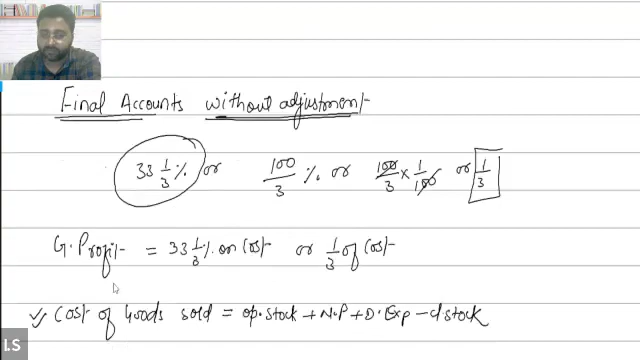 Final Accounts without adjustment
33 1/3 % or 100/3 % or 100/3 × 1/100 or 1/3
G. Profit = 33 1/3 % on Cost or 1/3 of Cost
✓ Cost of Goods sold = op. stock + N.P + D. Exp - cl stock
I.S